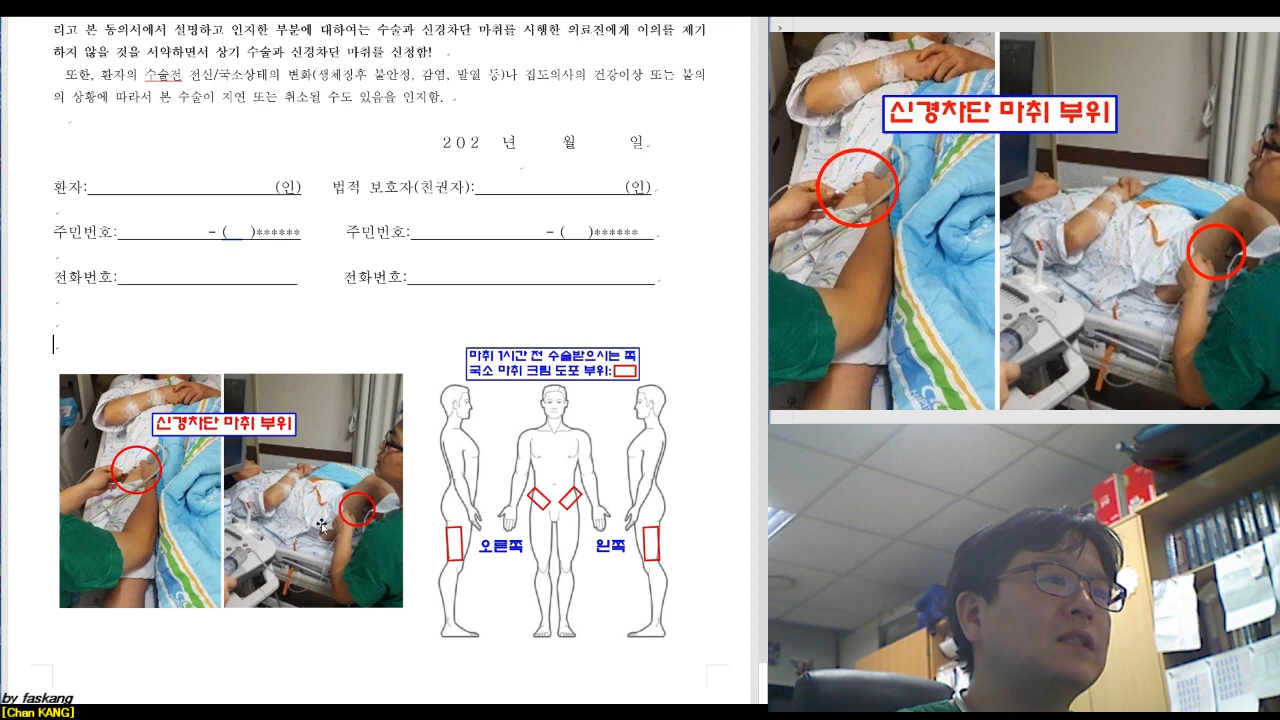 리고 본 동의서에서 설명하고 인지한 부분에 대하여는 수술과 신경차단 마취를 시행한 의료진에게 이의를 제기
하지 않을 것을 서약하면서 상기 수술과 신경차단 마취를 신청함!
또한, 환자의 수술전 전신/국소상태의 변화(생체징후 불안정, 감염, 발열 등)나 집도의사의 건강이상 또는 불의
의 상황에 따라서 본 수술이 지연 또는 취소될 수도 있음을 인지함.
202 년 월 일
환자: (인) 법적 보호자(친권자): (인)
주민번호: - ( )****** 주민번호: - ( )******
전화번호: 전화번호:
마취 1시간 전 수술받으시는 쪽
국소 마취 크림 도포 부위:
신경차단 마취 부위
오른쪽 왼쪽
신경차단 마취 부위
by faskang
[Chan KANG]